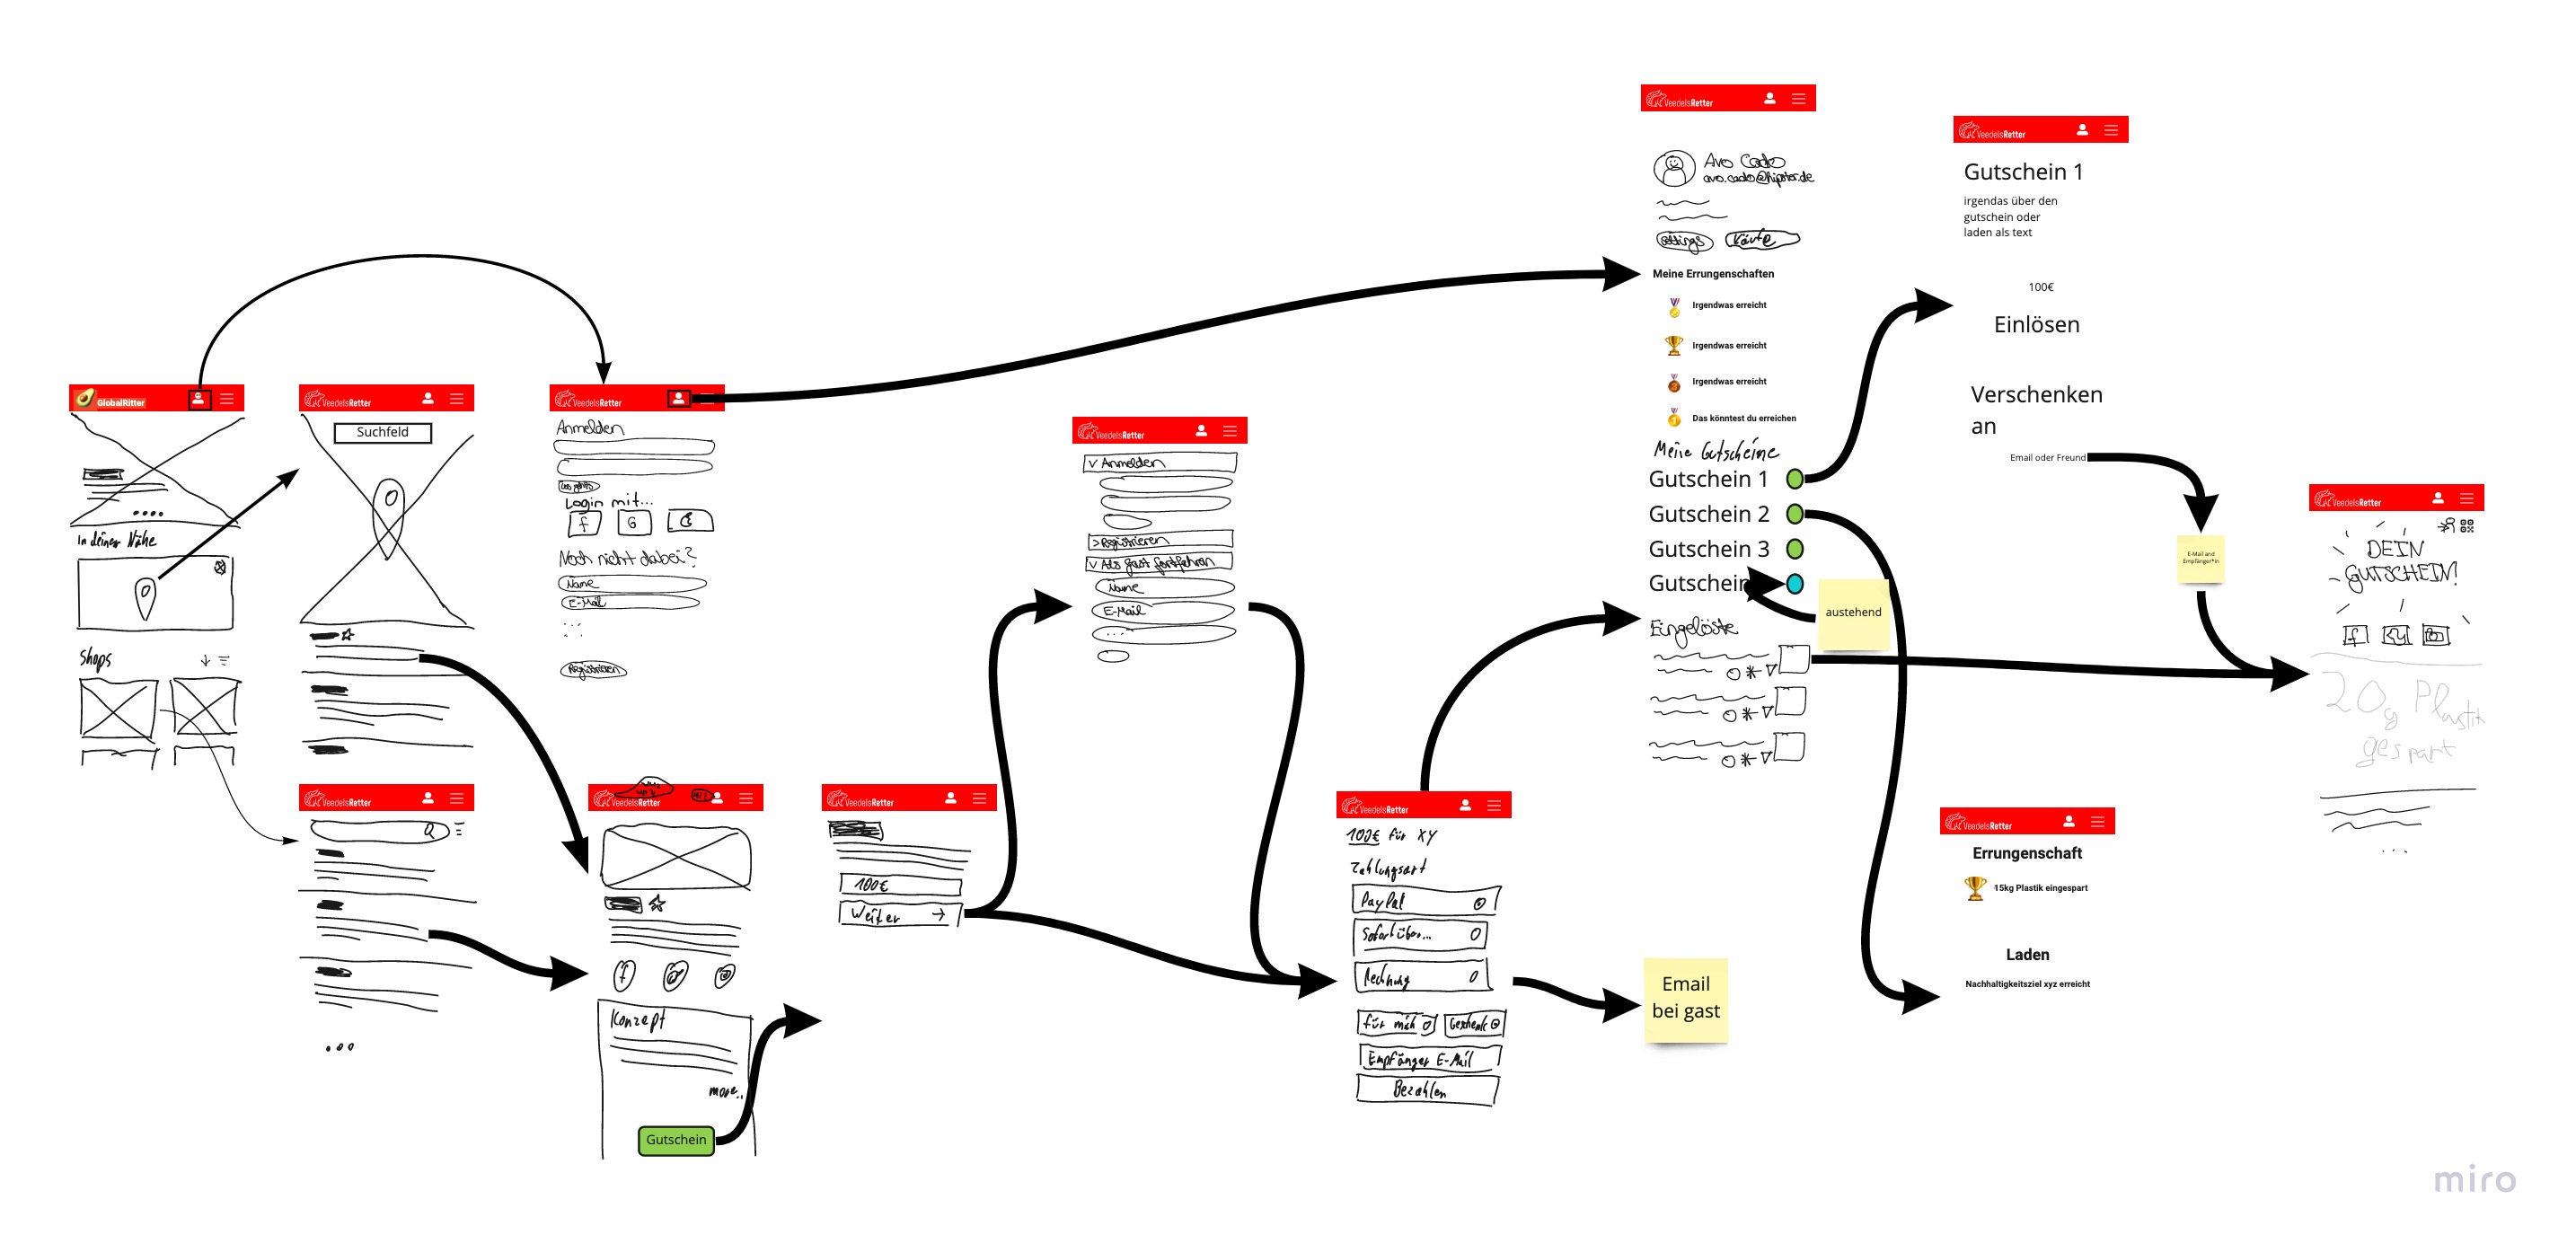 GlobalRitter
In deiner Nähe
Shops
VeedelsRetter
Suchfeld
VeedelsRetter
Anmelden
Login mit...
f
G
Noch nicht dabei?
Name
E-Mail
...
Registrieren
VeedelsRetter
VeedelsRetter
Hi!
f
Konzept
more..
Gutschein
VeedelsRetter
100€
Weiter →
VeedelsRetter
v Anmelden
> Registrieren
v Als Gast fortfahren
Name
E-Mail
...
VeedelsRetter
100€ für XY
Zahlungsart
PayPal
Sofortüber...
Rechnung
für mich
Geschenk
Empfänger E-Mail
Bezahlen
Email
bei gast
VeedelsRetter
Avo Cado
avo.cado@hipster.de
settings
Karte
Meine Errungenschaften
Irgendwas erreicht
Irgendwas erreicht
Irgendwas erreicht
Das könntest du erreichen
Meine Gutscheine
Gutschein 1
Gutschein 2
Gutschein 3
Gutschein
austehend
Eingelöste
VeedelsRetter
Gutschein 1
irgendas über den
gutschein oder
laden als text
100€
Einlösen
Verschenken
an
Email oder Freund
E-Mail and
Empfänger*in
VeedelsRetter
Errungenschaft
15kg Plastik eingespart
Laden
Nachhaltigkeitsziel xyz erreicht
VeedelsRetter
DEIN
GUTSCHEIN!
f
20g Plastik
gespart
...
miro